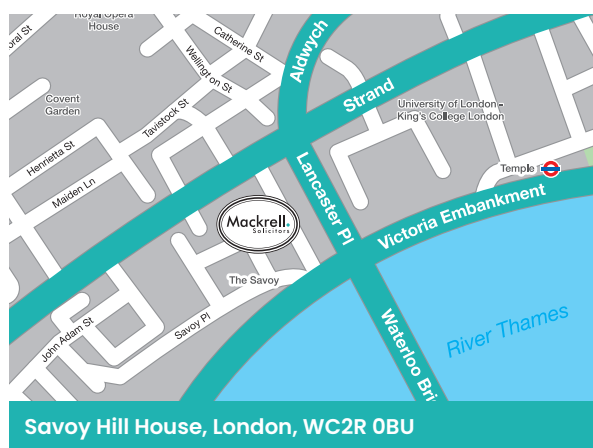 Royal Opera
House
Catherine St
Wellington St
Aldwych
Strand
Covent
Garden
Tavistock St
University of London -
King's College London
Henrietta St
Maiden Ln
Lancaster Pl
Temple
Mackrell.
Solicitors
Victoria Embankment
The Savoy
Savoy Pl
John Adam St
Waterloo Bri
River Thames
Savoy Hill House, London, WC2R 0BU